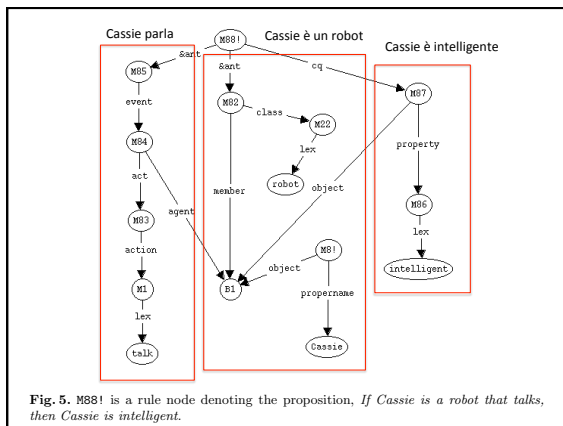 Cassie parla
Cassie è un robot
Cassie è intelligente
M88!
&ant
&ant
cq
M85
M82
M87
event
class
M22
M84
lex
property
act
robot
object
member
agent
M86
M83
lex
M8!
action
object
intelligent
M1
B1
propername
lex
talk
Cassie
Fig. 5. M88! is a rule node denoting the proposition, If Cassie is a robot that talks,
then Cassie is intelligent.